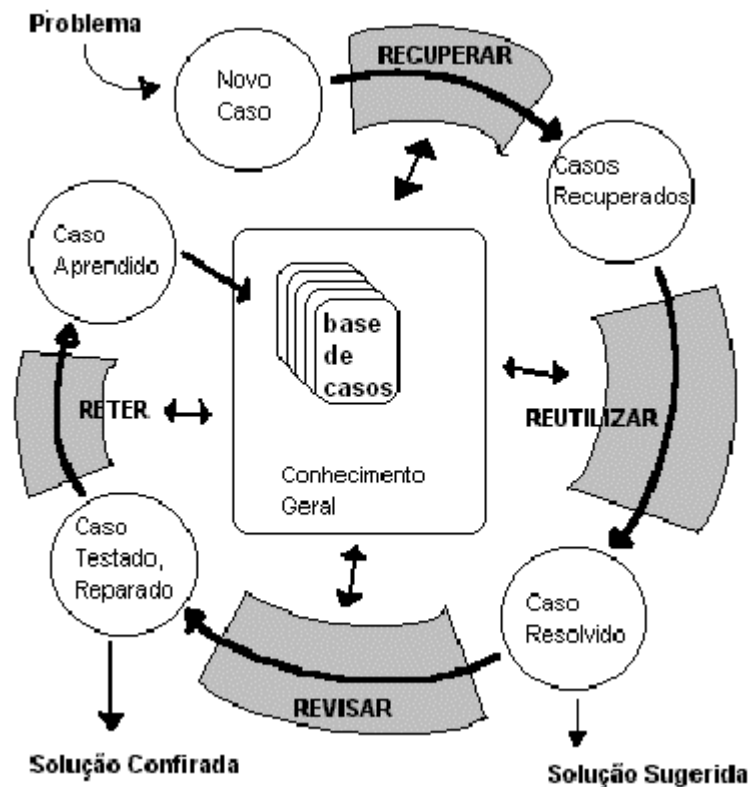 Problema
RECUPERAR
Novo
Caso
Casos
Recuperados
Caso
Aprendido
base
de
casos
RETER
REUTILIZAR
Conhecimento
Geral
Caso
Testado,
Reparado
Caso
Resolvido
REVISAR
Solução Confirada
Solução Sugerida